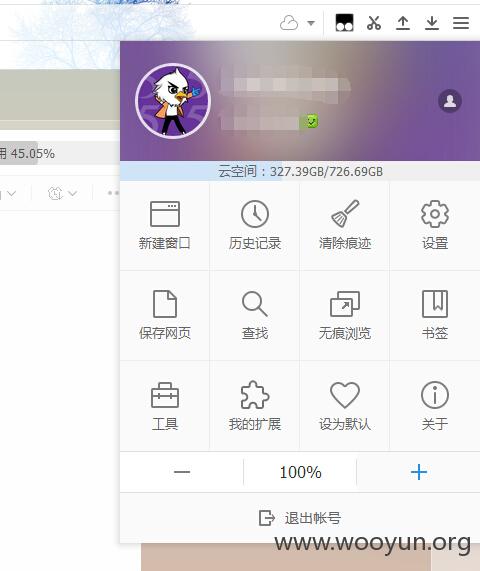 用 45.05%
云空间：327.39GB/726.69GB
新建窗口 历史记录 清除痕迹 设置
保存网页 查找 无痕浏览 书签
工具 我的扩展 设为默认 关于
100%
退出帐号
www.wooyun.org